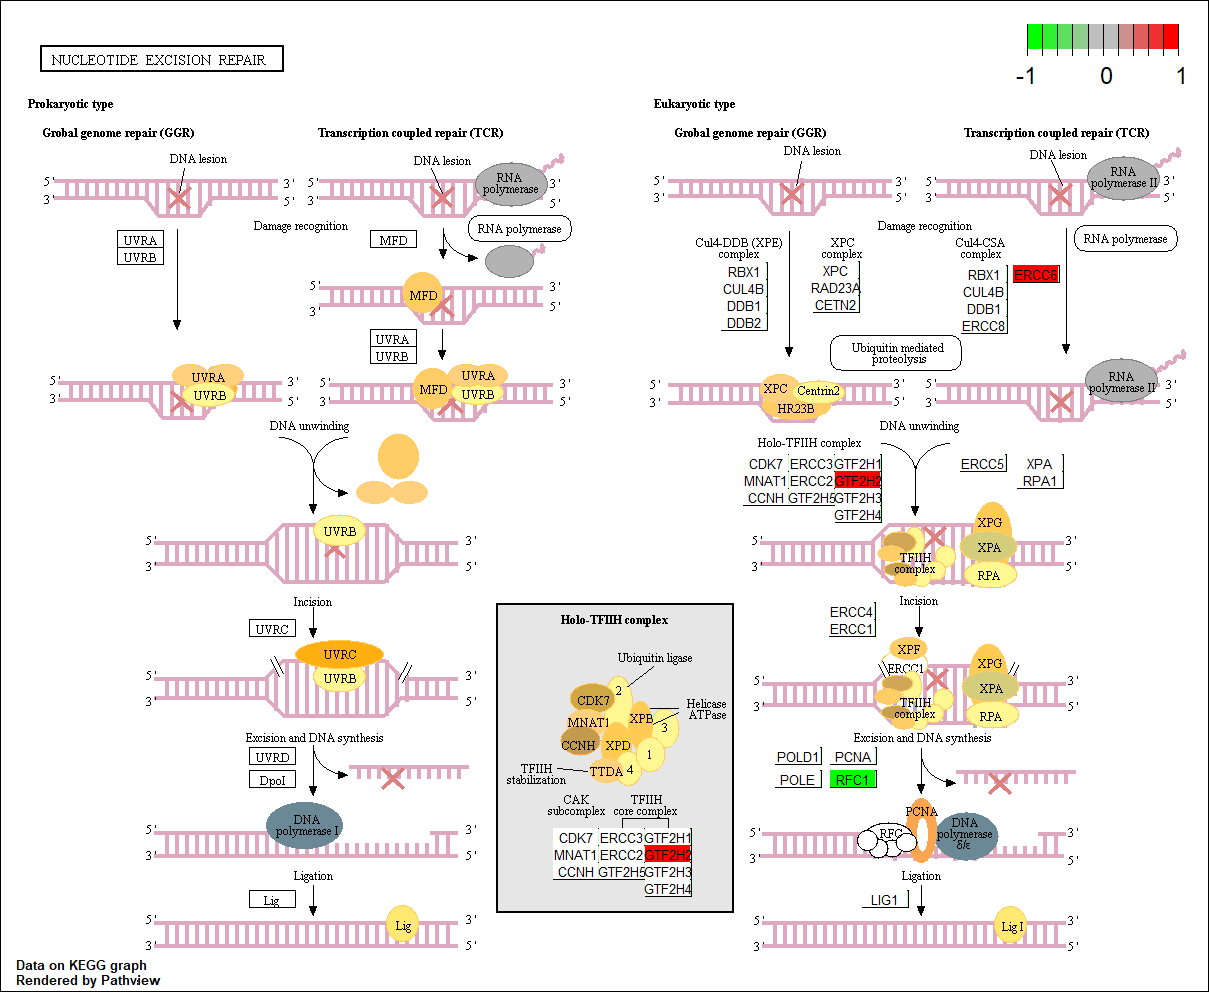 NUCLEOTIDE EXCISION REPAIR
-1 0 1
Prokaryotic type
Eukaryotic type
Grobal genome repair (GGR)
Transcription coupled repair (TCR)
Grobal genome repair (GGR)
Transcription coupled repair (TCR)
DNA lesion
DNA lesion
DNA lesion
DNA lesion
5' 3'
3' 5'
5' 3'
3' 5'
RNA
polymerase
5' 3'
3' 5'
5' 3'
3' 5'
RNA
polymerase II
Damage recognition
Damage recognition
UVRA
UVRB
MFD
RNA polymerase
Cul4-DDB (XPE)
complex
RBX1
CUL4B
DDB1
DDB2
XPC
complex
XPC
RAD23A
CETN2
Cul4-CSA
complex
RBX1
CUL4B
DDB1
ERCC8
ERCC6
RNA polymerase
5' 3'
3' 5'
MFD
UVRA
UVRB
Ubiquitin mediated
proteolysis
5' 3'
3' 5'
UVRA
UVRB
5' 3'
3' 5'
MFD
UVRA
UVRB
5' 3'
3' 5'
XPC
Centrin2
HR23B
5' 3'
3' 5'
RNA
polymerase II
DNA unwinding
DNA unwinding
Holo-TFIIH complex
CDK7 ERCC3 GTF2H1
MNAT1 ERCC2 GTF2H2
CCNH GTF2H5 GTF2H3
GTF2H4
ERCC5
XPA
RPA1
5' 3'
3' 5'
UVRB
5' 3'
3' 5'
TFIIH
complex
XPG
XPA
RPA
Incision
Incision
UVRC
ERCC4
ERCC1
5' 3'
3' 5'
UVRC
UVRB
5' 3'
3' 5'
XPF
ERCC1
TFIIH
complex
XPG
XPA
RPA
Holo-TFIIH complex
Ubiquitin ligase
2
CDK7
MNAT1
CCNH
XPB
XPD
3
1
TTDA
4
Helicase
ATPase
TFIIH
stabilization
CAK
subcomplex
TFIIH
core complex
CDK7 ERCC3 GTF2H1
MNAT1 ERCC2 GTF2H2
CCNH GTF2H5 GTF2H3
GTF2H4
Excision and DNA synthesis
Excision and DNA synthesis
UVRD
DpoI
POLD1 PCNA
POLE RFC1
5' 3'
3' 5'
DNA
polymerase I
5' 3'
3' 5'
PCNA
RFC
DNA
polymerase
δ/ε
Ligation
Ligation
Lig
LIG1
5' 3'
3' 5'
Lig
5' 3'
3' 5'
Lig I
Data on KEGG graph
Rendered by Pathview